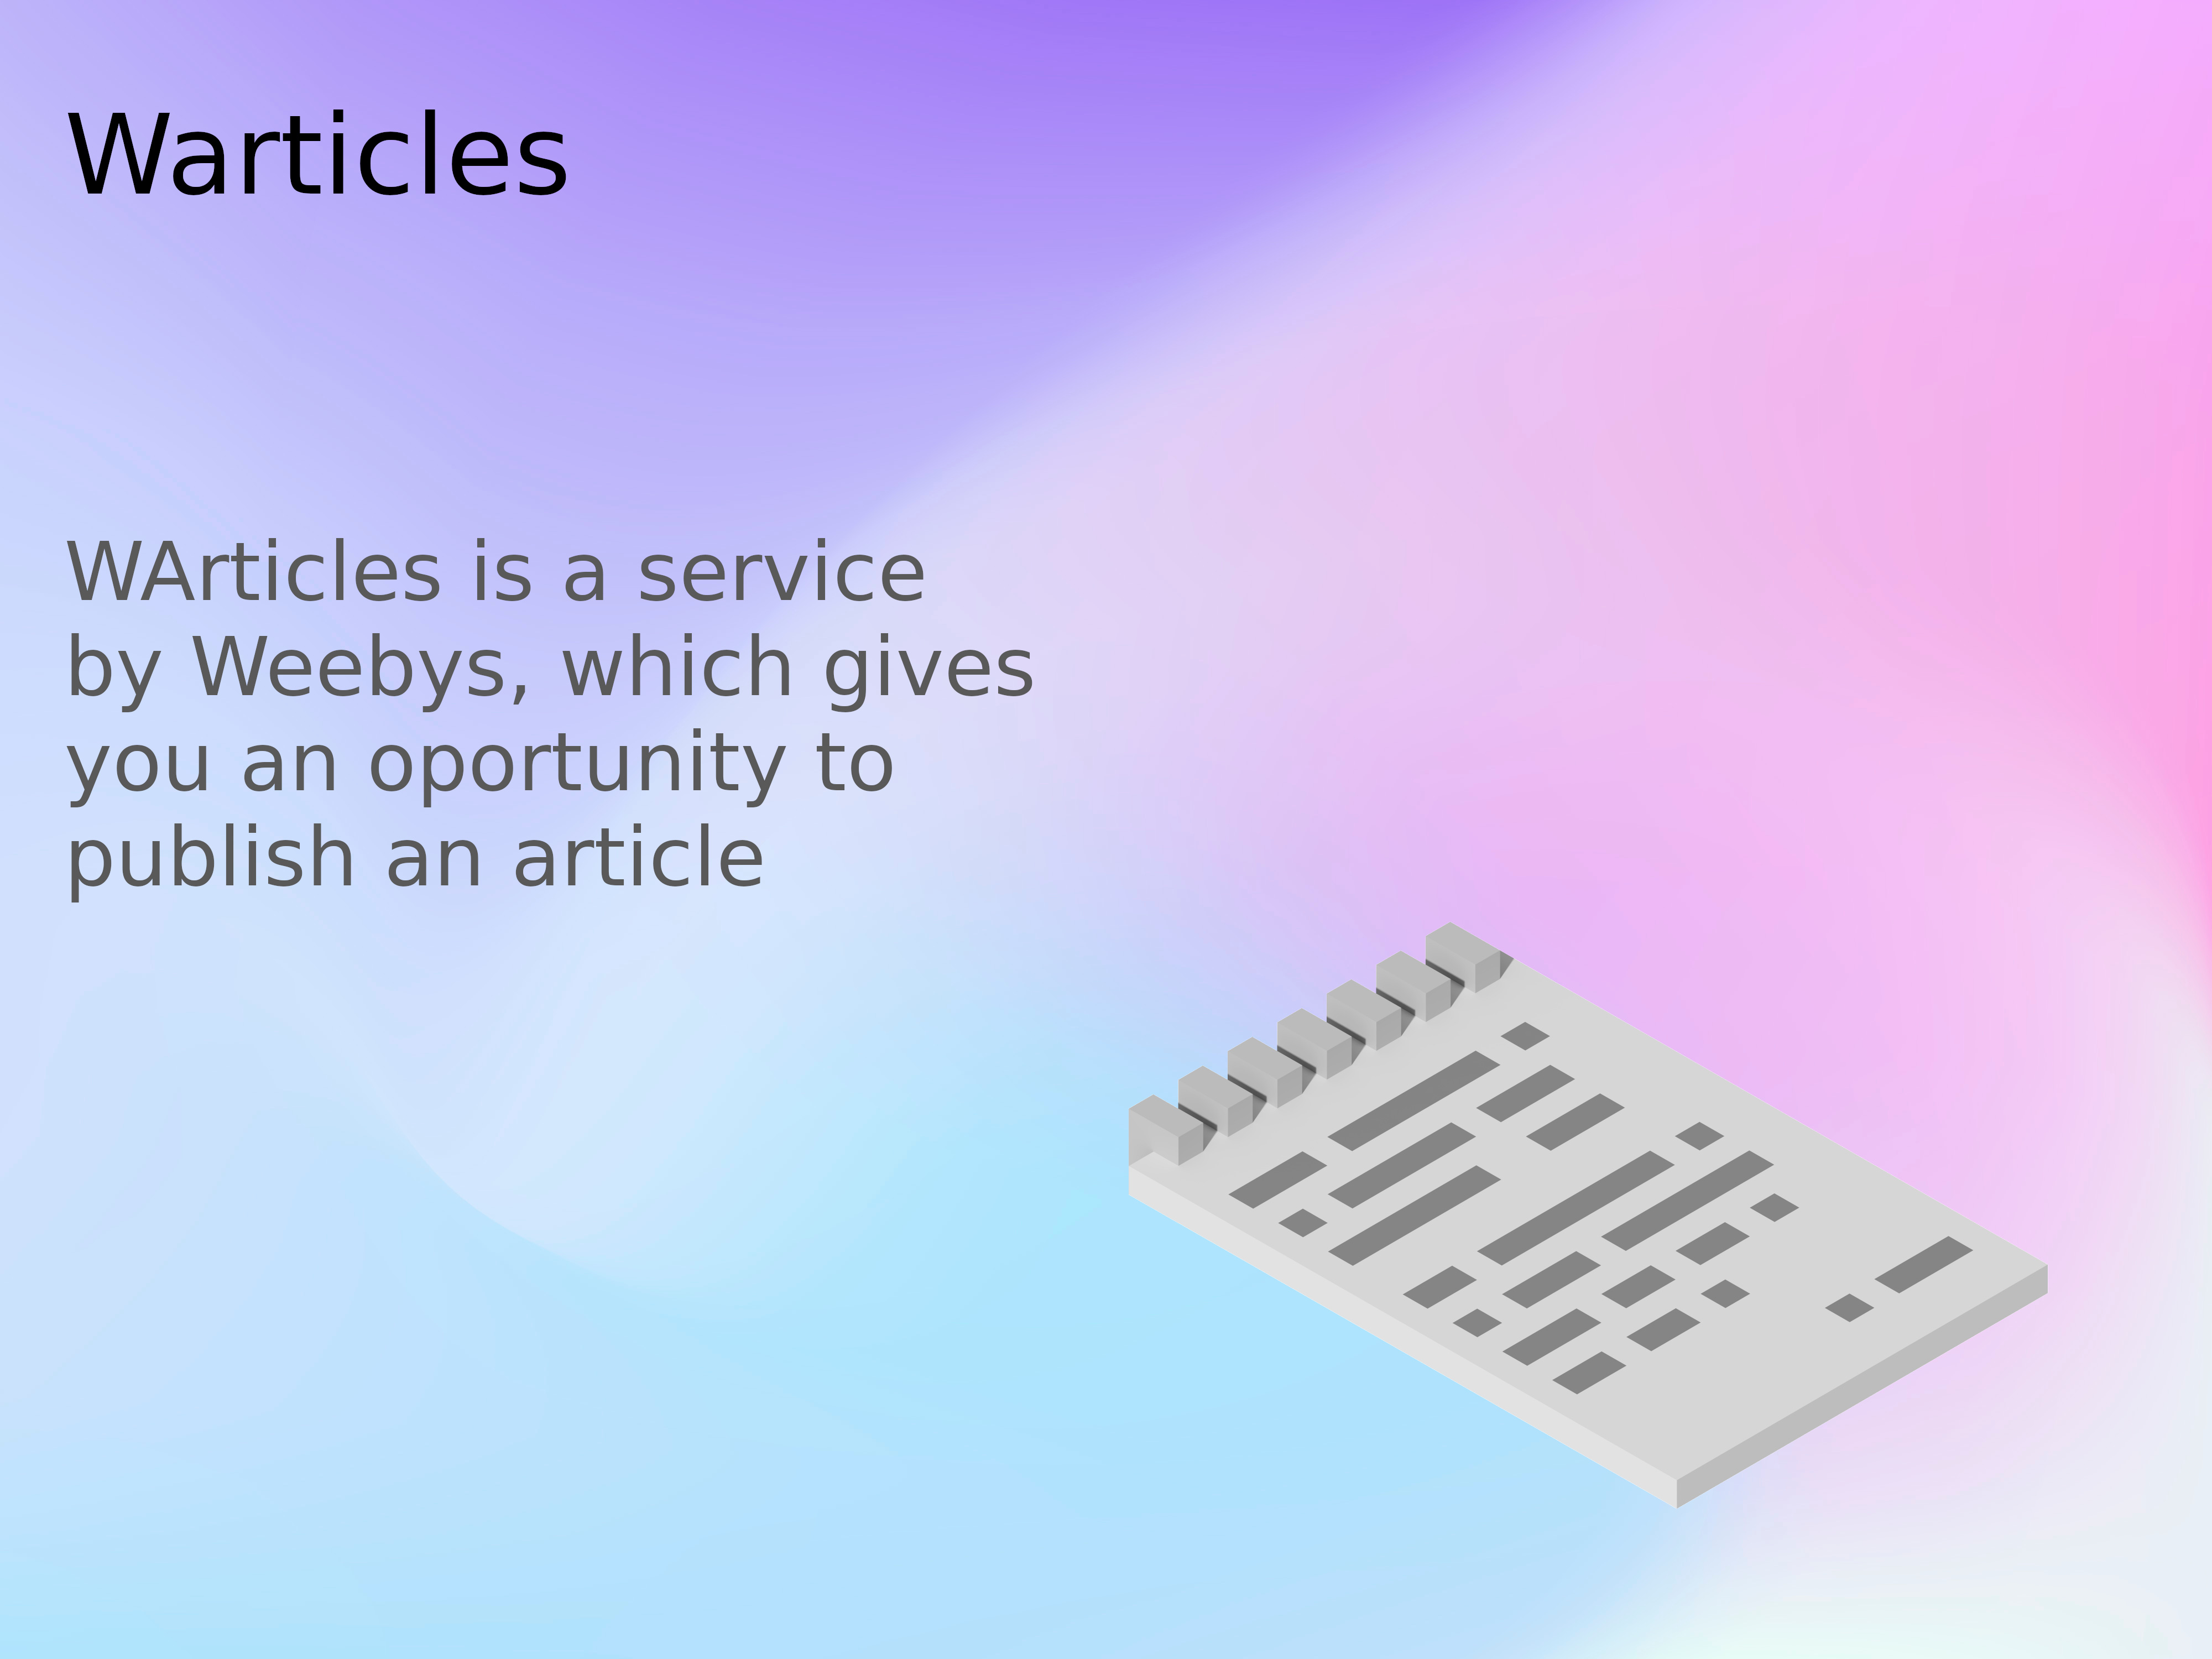 Warticles
WArticles is a service
by Weebys, which gives
you an oportunity to
publish an article